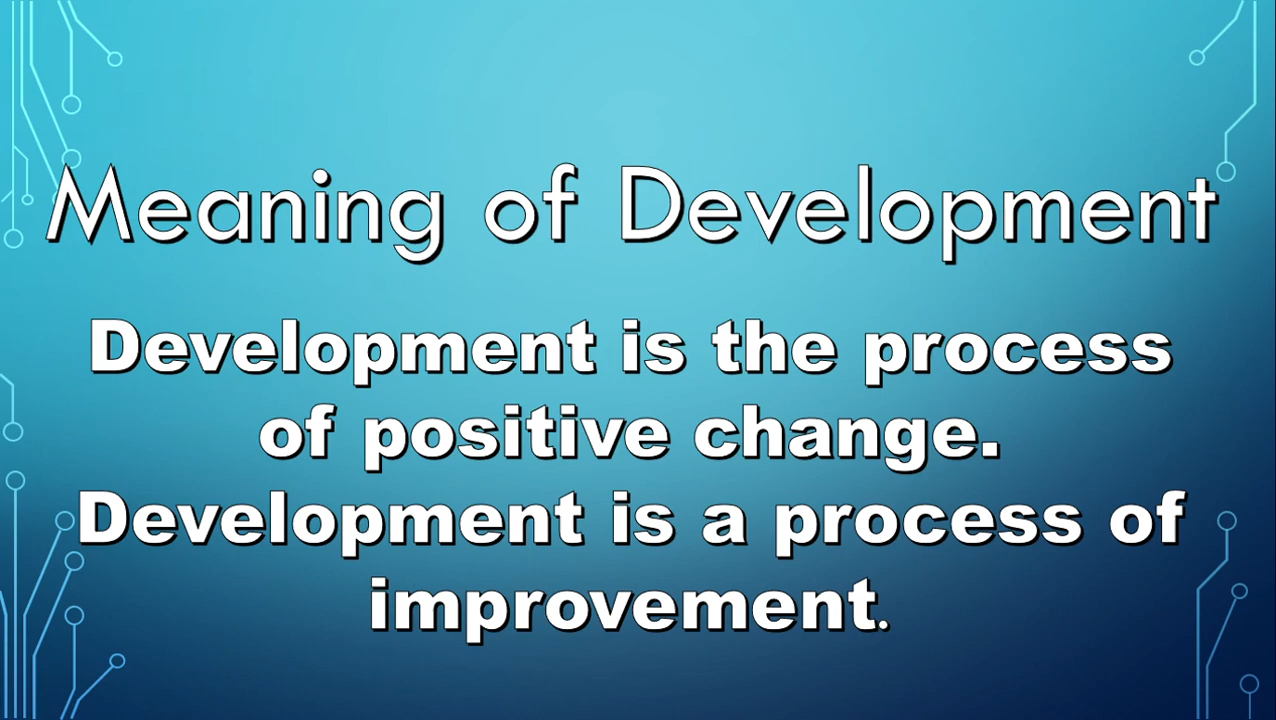 Meaning of Development
Development is the process
of positive change.
Development is a process of
improvement.